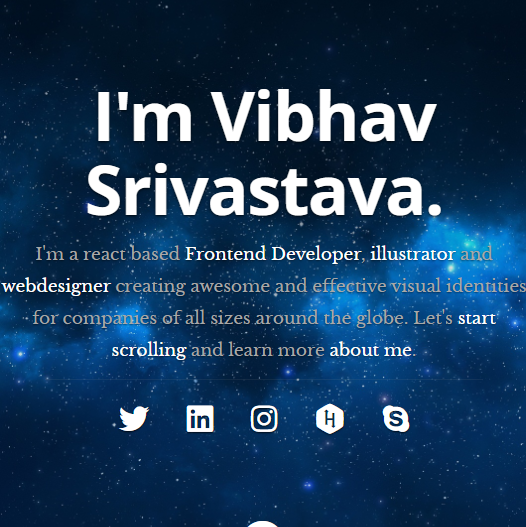 I'm Vibhav
Srivastava.
I'm a react based Frontend Developer, illustrator and
webdesigner creating awesome and effective visual identities
for companies of all sizes around the globe. Let's start
scrolling and learn more about me.